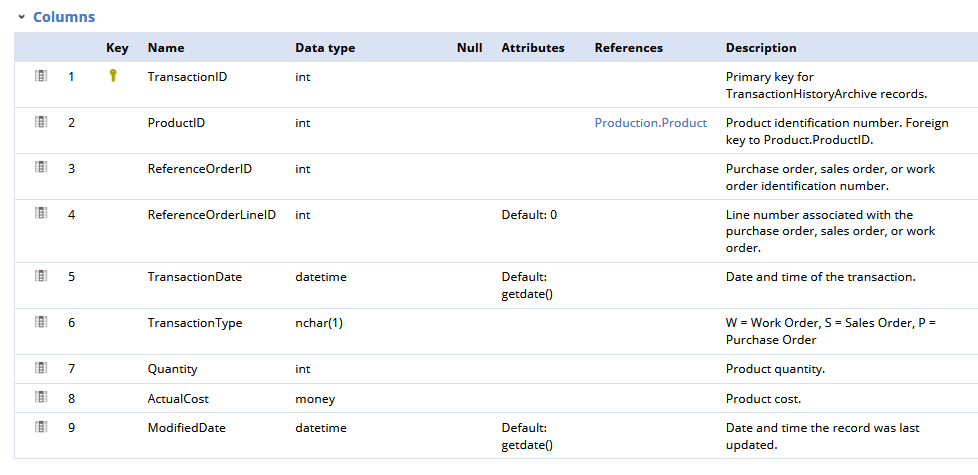 Columns
Key Name Data type Null Attributes References Description
1 TransactionID int Primary key for
TransactionHistoryArchive records.
2 ProductID int Production.Product Product identification number. Foreign
key to Product.ProductID.
3 ReferenceOrderID int Purchase order, sales order, or work
order identification number.
4 ReferenceOrderLineID int Default: 0 Line number associated with the
purchase order, sales order, or work
order.
5 TransactionDate datetime Default: Date and time of the transaction.
getdate()
6 TransactionType nchar(1) W = Work Order, S = Sales Order, P =
Purchase Order
7 Quantity int Product quantity.
8 ActualCost money Product cost.
9 ModifiedDate datetime Default: Date and time the record was last
getdate() updated.